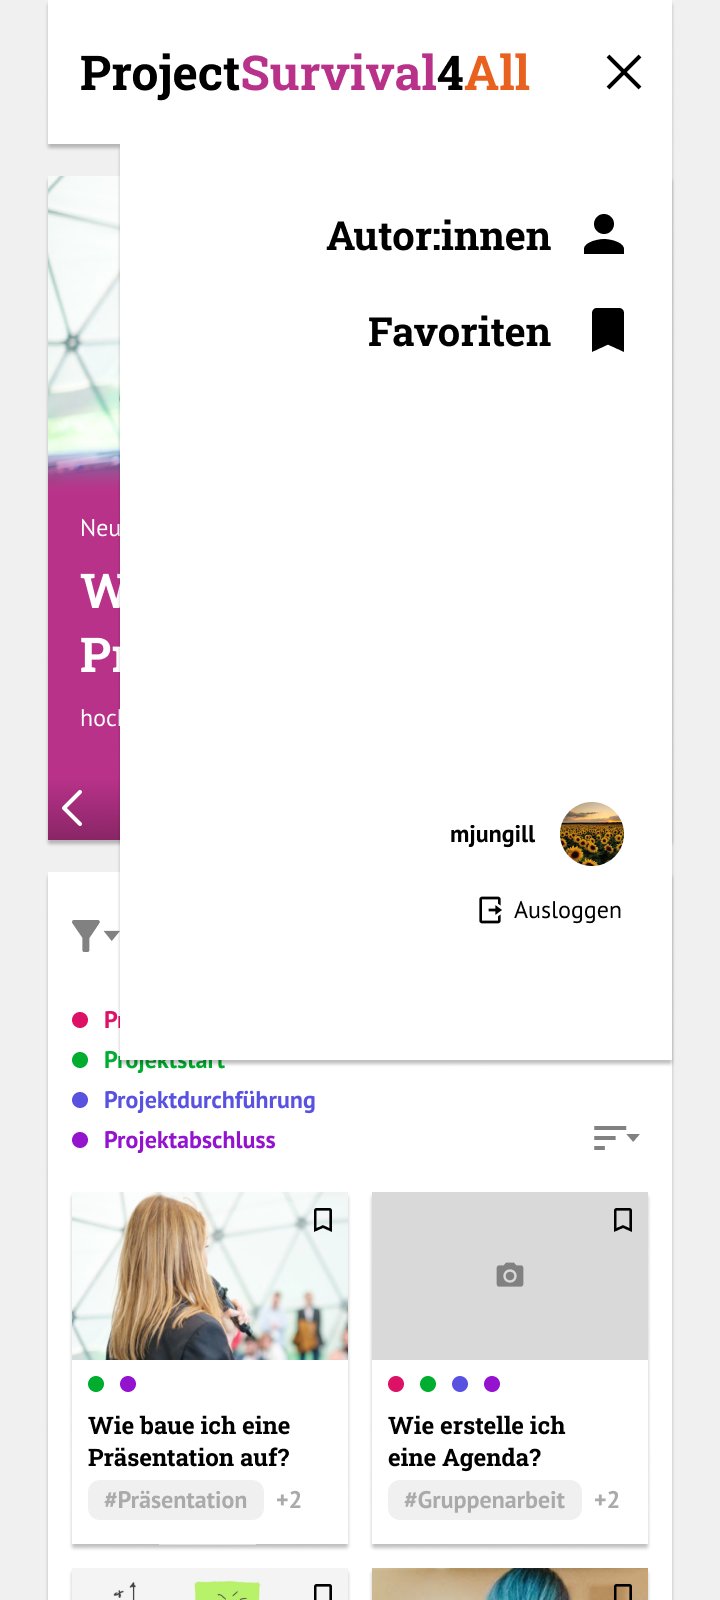 ProjectSurvival4All
Autor:innen
Favoriten
Neu
W
Pr
hoch
mjungill
Ausloggen
Pr
Projektstart
Projektdurchführung
Projektabschluss
Wie baue ich eine
Präsentation auf?
#Präsentation +2
Wie erstelle ich
eine Agenda?
#Gruppenarbeit +2